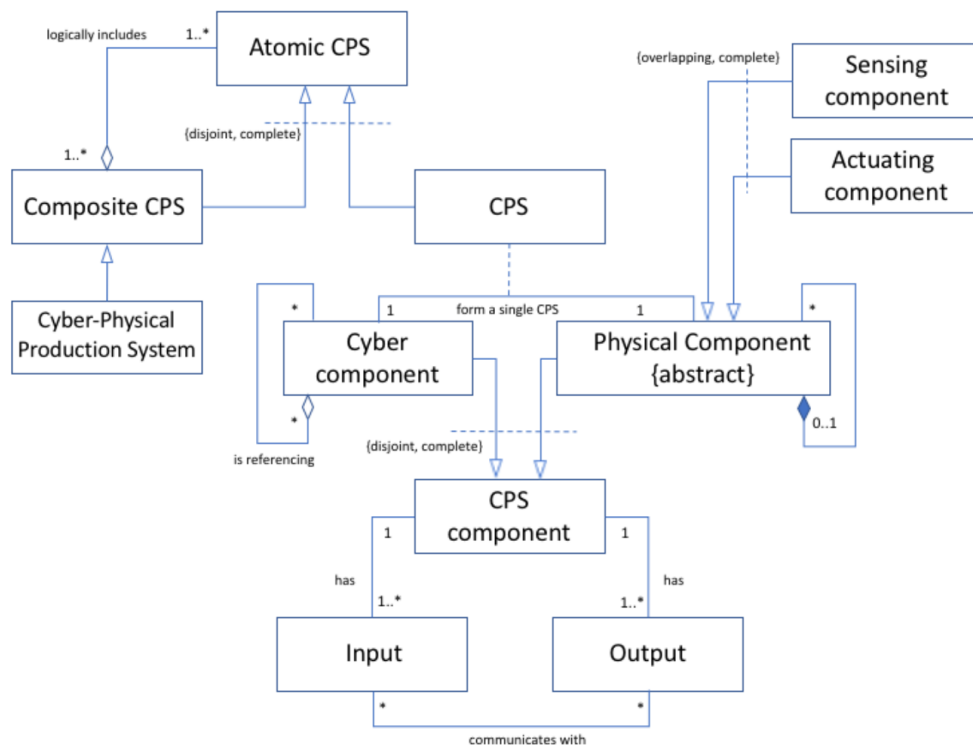 logically includes
1..*
Atomic CPS
{overlapping, complete}
Sensing
component
{disjoint, complete}
1..*
Actuating
component
Composite CPS
CPS
Cyber-Physical
Production System
*
1
form a single CPS
1
*
Cyber
component
Physical Component
{abstract}
*
0..1
is referencing
{disjoint, complete}
CPS
component
1
1
has
has
1..*
1..*
Input
Output
*
*
communicates with